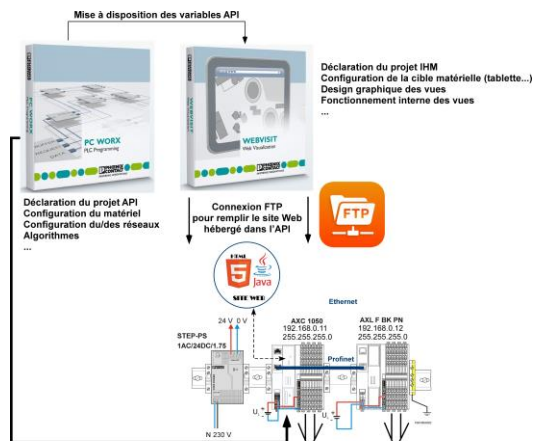 Mise à disposition des variables API
PC WORX
PLC Programming
PHOENIX CONTACT
WEBVISIT
Web Visualization
PHOENIX CONTACT
Déclaration du projet IHM
Configuration de la cible matérielle (tablette...)
Design graphique des vues
Fonctionnement interne des vues
...
Déclaration du projet API
Configuration du matériel
Configuration du/des réseaux
Algorithmes
...
Connexion FTP
pour remplir le site Web
hébergé dans l'API
FTP
HTML
5
Java
SITE WEB
Ethernet
24 V 0 V
STEP-PS
1AC/24DC/1.75
AXC 1050
192.168.0.11
255.255.255.0
AXL F BK PN
192.168.0.12
255.255.255.0
Profinet
N 230 V